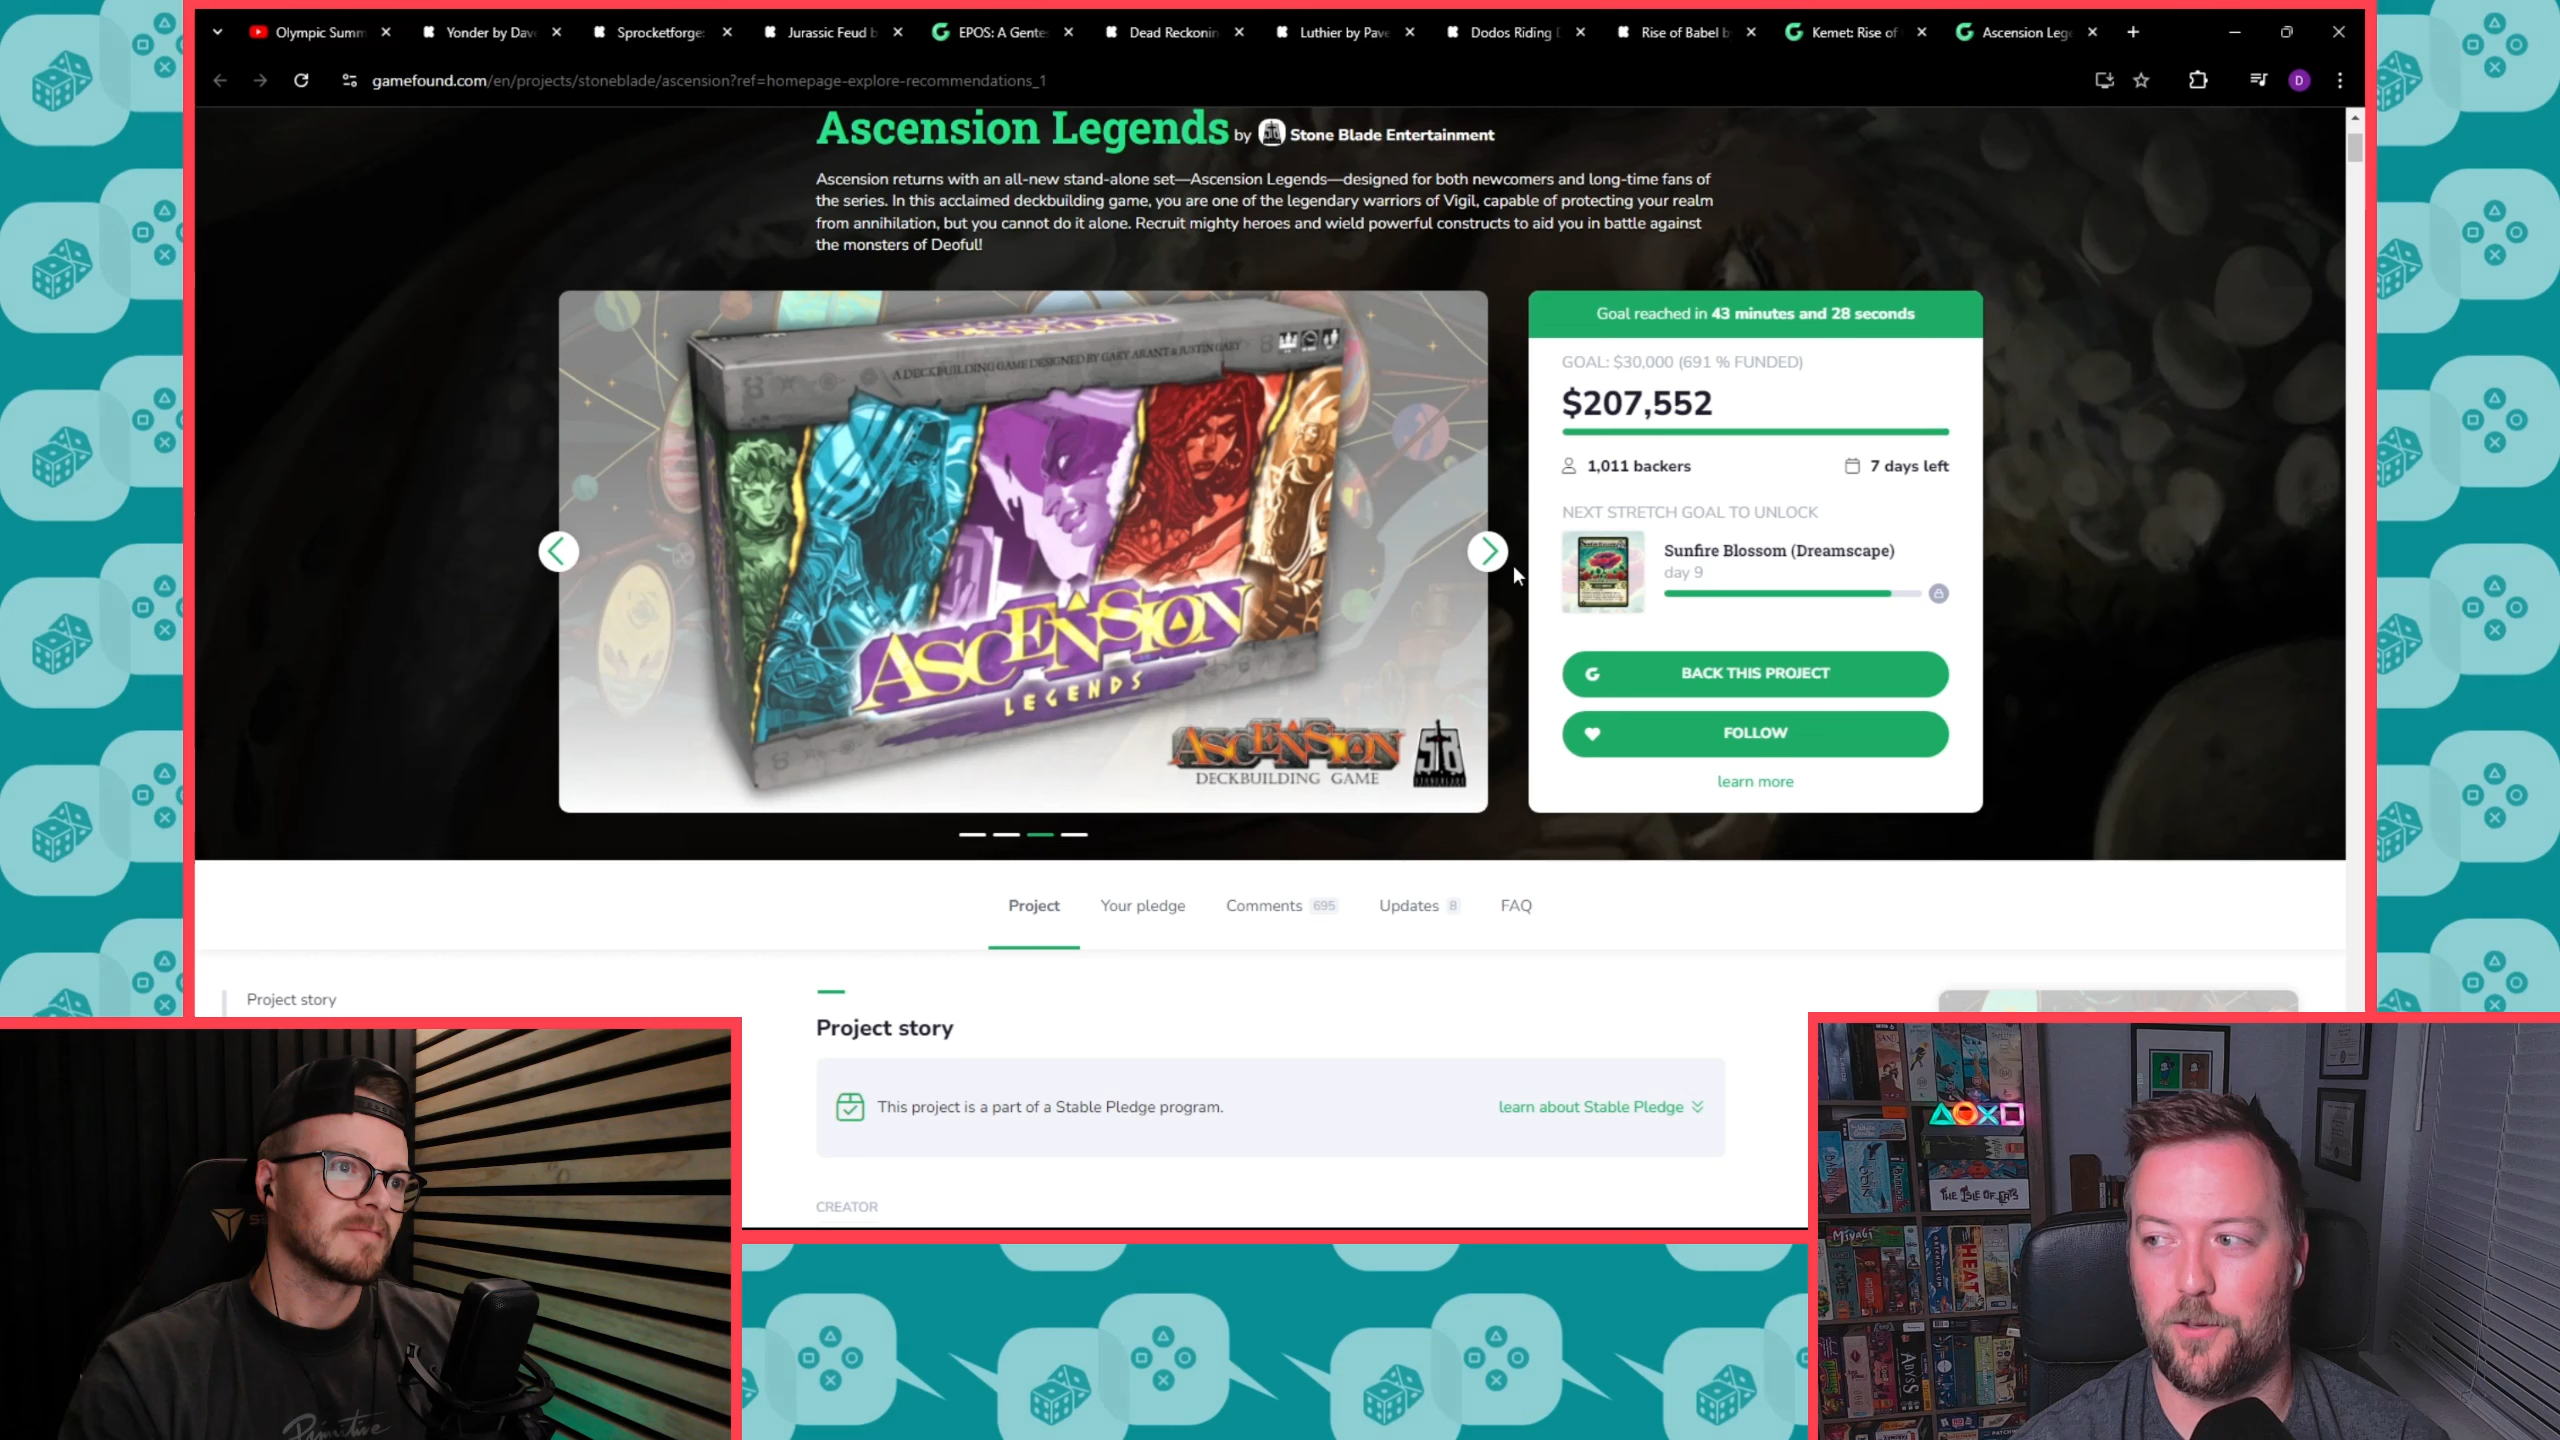 Olympic Summ
Yonder by Dav
Sprocketforge:
Jurassic Feud b
EPOS: A Gente
Dead Reckonin
Luthier by Pave
Dodos Riding D
Rise of Babel b
Kemet: Rise of
Ascension Leg
gamefound.com/en/projects/stoneblade/ascension?ref=homepage-explore-recommendations_1
D
Ascension Legends by Stone Blade Entertainment
Ascension returns with an all-new stand-alone set—Ascension Legends—designed for both newcomers and long-time fans of
the series. In this acclaimed deckbuilding game, you are one of the legendary warriors of Vigil, capable of protecting your realm
from annihilation, but you cannot do it alone. Recruit mighty heroes and wield powerful constructs to aid you in battle against
the monsters of Deoful!
A DECKBUILDING GAME DESIGNED BY GARY ARANT & JUSTIN GARY
ASCENSION
LEGENDS
ASCENSION
DECKBUILDING GAME
Goal reached in 43 minutes and 28 seconds
GOAL: $30,000 (691 % FUNDED)
$207,552
1,011 backers
7 days left
NEXT STRETCH GOAL TO UNLOCK
Sunfire Blossom (Dreamscape)
day 9
BACK THIS PROJECT
FOLLOW
learn more
Project
Your pledge
Comments 695
Updates 8
FAQ
Project story
Project story
This project is a part of a Stable Pledge program.
learn about Stable Pledge
CREATOR
Primitive
THE ISLE OF CATS
MIYAGI
HEAT
ABYSS